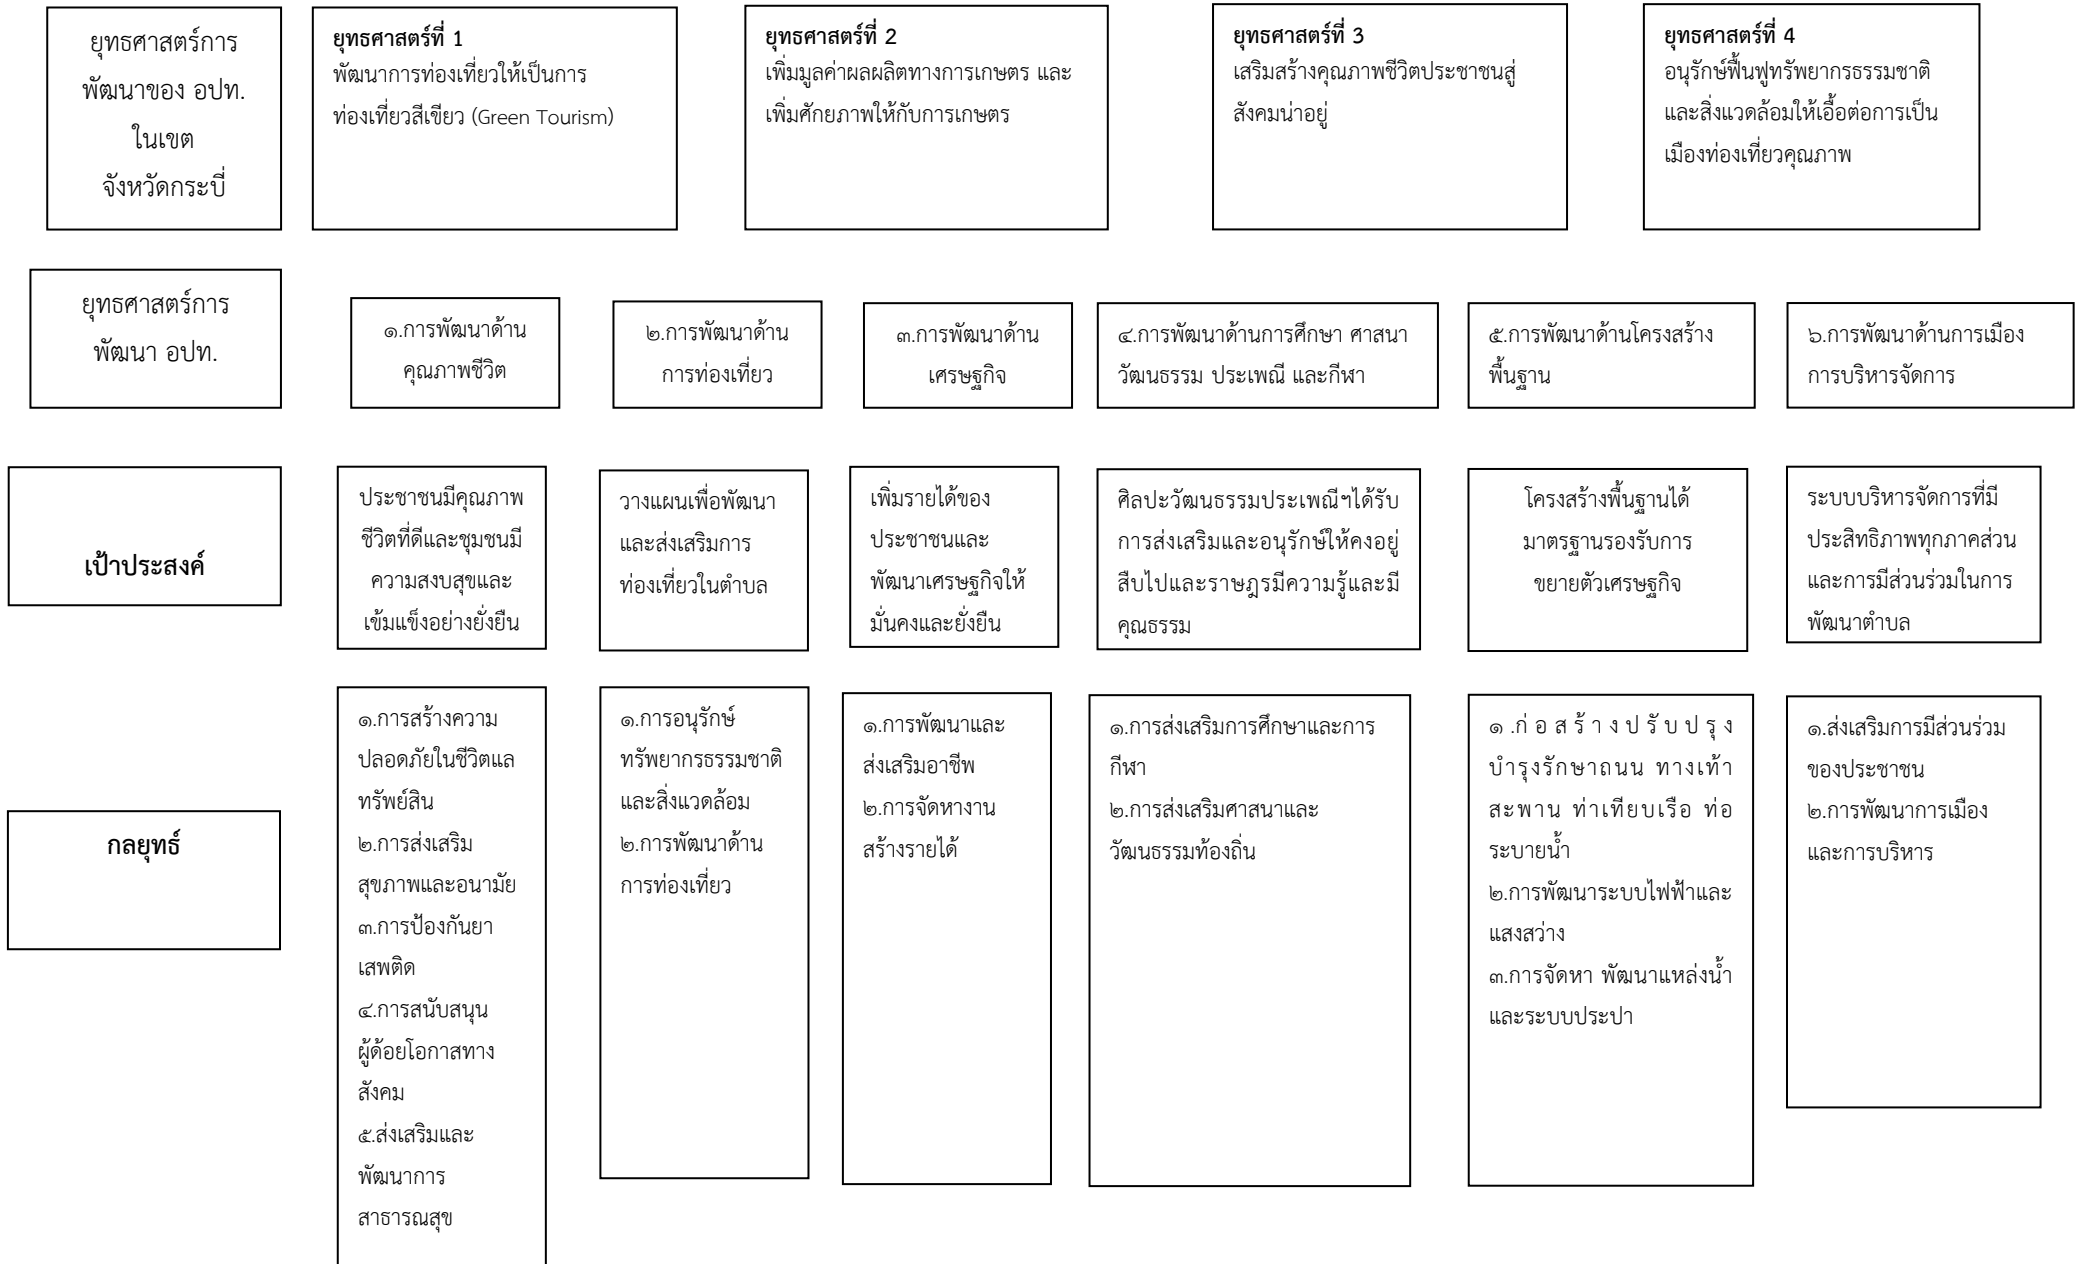 ยุทธศาสตร์การ
พัฒนาของ อปท.
ในเขต
จังหวัดกระบี่
ยุทธศาสตร์ที่ 1
พัฒนาการท่องเที่ยวให้เป็นการ
ท่องเที่ยวสีเขียว (Green Tourism)
ยุทธศาสตร์ที่ 2
เพิ่มมูลค่าผลผลิตทางการเกษตร และ
เพิ่มศักยภาพให้กับการเกษตร
ยุทธศาสตร์ที่ 3
เสริมสร้างคุณภาพชีวิตประชาชนสู่
สังคมน่าอยู่
ยุทธศาสตร์ที่ 4
อนุรักษ์ฟื้นฟูทรัพยากรธรรมชาติ
และสิ่งแวดล้อมให้เอื้อต่อการเป็น
เมืองท่องเที่ยวคุณภาพ
ยุทธศาสตร์การ
พัฒนา อปท.
๑.การพัฒนาด้าน
คุณภาพชีวิต
๒.การพัฒนาด้าน
การท่องเที่ยว
๓.การพัฒนาด้าน
เศรษฐกิจ
๔.การพัฒนาด้านการศึกษา ศาสนา
วัฒนธรรม ประเพณี และกีฬา
๕.การพัฒนาด้านโครงสร้าง
พื้นฐาน
๖.การพัฒนาด้านการเมือง
การบริหารจัดการ
เป้าประสงค์
ประชาชนมีคุณภาพ
ชีวิตที่ดีและชุมชนมี
ความสงบสุขและ
เข้มแข็งอย่างยั่งยืน
วางแผนเพื่อพัฒนา
และส่งเสริมการ
ท่องเที่ยวในตำบล
เพิ่มรายได้ของ
ประชาชนและ
พัฒนาเศรษฐกิจให้
มั่นคงและยั่งยืน
ศิลปะวัฒนธรรมประเพณีฯได้รับ
การส่งเสริมและอนุรักษ์ให้คงอยู่
สืบไปและราษฎรมีความรู้และมี
คุณธรรม
โครงสร้างพื้นฐานได้
มาตรฐานรองรับการ
ขยายตัวเศรษฐกิจ
ระบบบริหารจัดการที่มี
ประสิทธิภาพทุกภาคส่วน
และการมีส่วนร่วมในการ
พัฒนาตำบล
กลยุทธ์
๑.การสร้างความ
ปลอดภัยในชีวิตแล
ทรัพย์สิน
๒.การส่งเสริม
สุขภาพและอนามัย
๓.การป้องกันยา
เสพติด
๔.การสนับสนุน
ผู้ด้อยโอกาสทาง
สังคม
๕.ส่งเสริมและ
พัฒนาการ
สาธารณสุข
๑.การอนุรักษ์
ทรัพยากรธรรมชาติ
และสิ่งแวดล้อม
๒.การพัฒนาด้าน
การท่องเที่ยว
๑.การพัฒนาและ
ส่งเสริมอาชีพ
๒.การจัดหางาน
สร้างรายได้
๑.การส่งเสริมการศึกษาและการ
กีฬา
๒.การส่งเสริมศาสนาและ
วัฒนธรรมท้องถิ่น
๑.ก่อสร้างปรับปรุง
บำรุงรักษาถนน ทางเท้า
สะพาน ท่าเทียบเรือ ท่อ
ระบายน้ำ
๒.การพัฒนาระบบไฟฟ้าและ
แสงสว่าง
๓.การจัดหา พัฒนาแหล่งน้ำ
และระบบประปา
๑.ส่งเสริมการมีส่วนร่วม
ของประชาชน
๒.การพัฒนาการเมือง
และการบริหาร